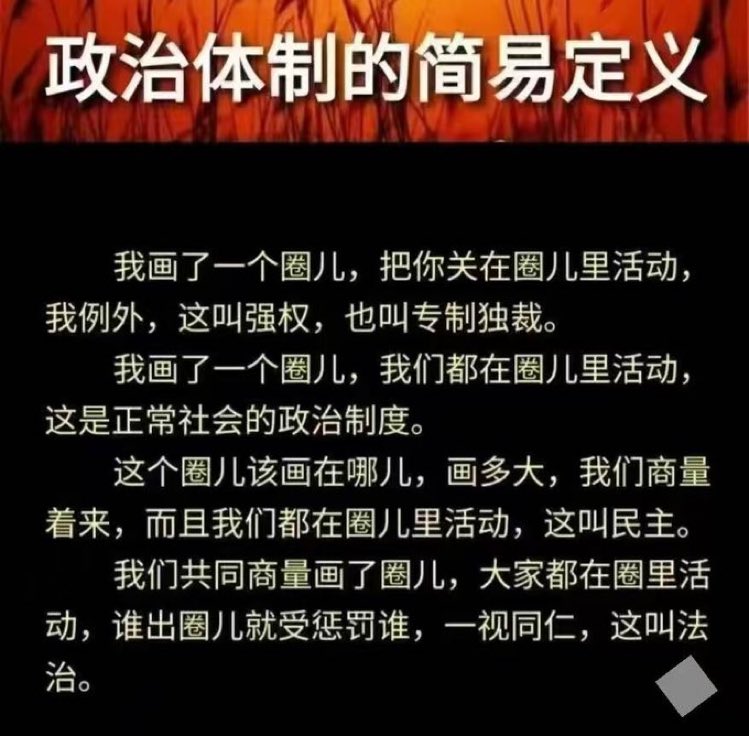 政治体制的简易定义
我画了一个圈儿，把你关在圈儿里活动，
我例外，这叫强权，也叫专制独裁。
我画了一个圈儿，我们都在圈儿里活动，
这是正常社会的政治制度。
这个圈儿该画在哪儿，画多大，我们商量
着来，而且我们都在圈儿里活动，这叫民主。
我们共同商量画了圈儿，大家都在圈里活
动，谁出圈儿就受惩罚谁，一视同仁，这叫法
治。